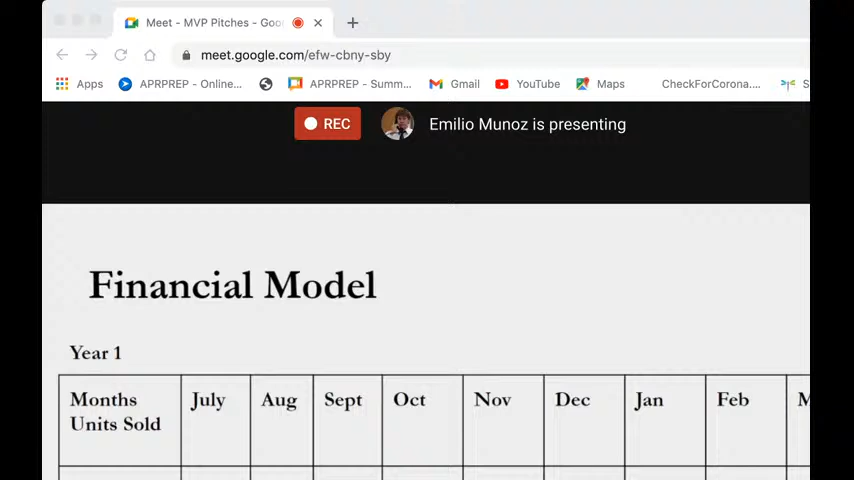 Meet - MVP Pitches - Goo
meet.google.com/efw-cbny-sby
Apps APRPREP - Online... APRPREP - Summ... Gmail YouTube Maps CheckForCorona....
REC Emilio Munoz is presenting
Financial Model
Year 1
Months July Aug Sept Oct Nov Dec Jan Feb
Units Sold